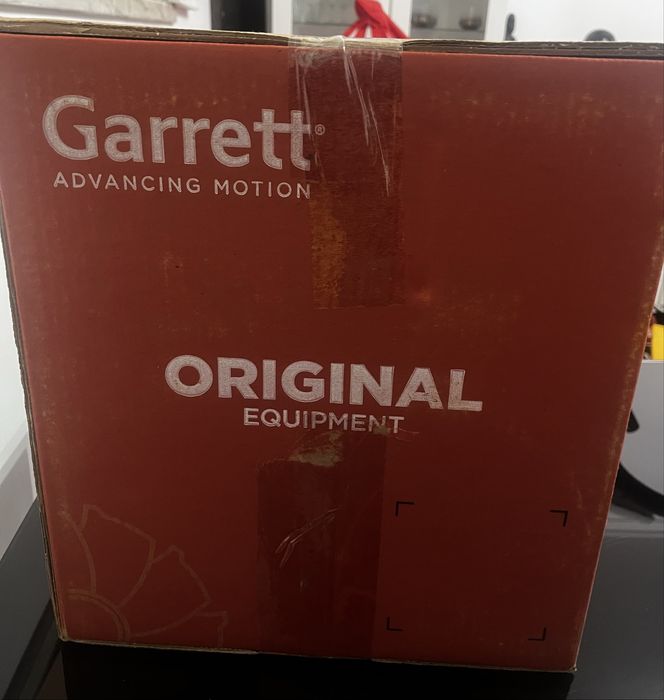 Garrett®
ADVANCING MOTION
ORIGINAL
EQUIPMENT